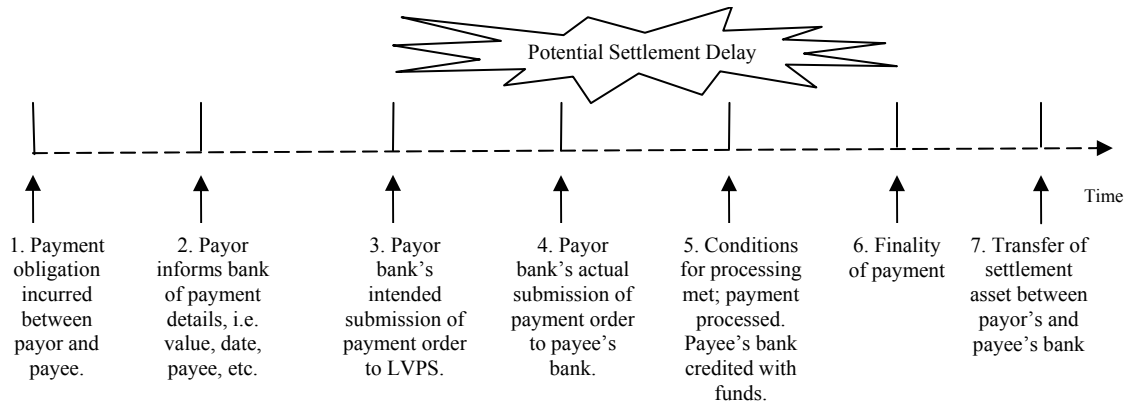 Potential Settlement Delay
Time
1. Payment
obligation
incurred
between
payor and
payee.
2. Payor
informs bank
of payment
details, i.e.
value, date,
payee, etc.
3. Payor
bank's
intended
submission of
payment order
to LVPS.
4. Payor
bank's actual
submission of
payment order
to payee's
bank.
5. Conditions
for processing
met; payment
processed.
Payee's bank
credited with
funds.
6. Finality
of payment
7. Transfer of
settlement
asset between
payor's and
payee's bank